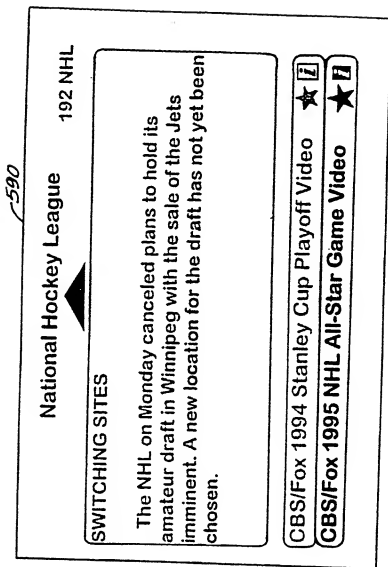 590
National Hockey League
192 NHL
SWITCHING SITES
The NHL on Monday canceled plans to hold its
amateur draft in Winnipeg with the sale of the Jets
imminent. A new location for the draft has not yet been
chosen.
CBS/Fox 1994 Stanley Cup Playoff Video i
CBS/Fox 1995 NHL All-Star Game Video i